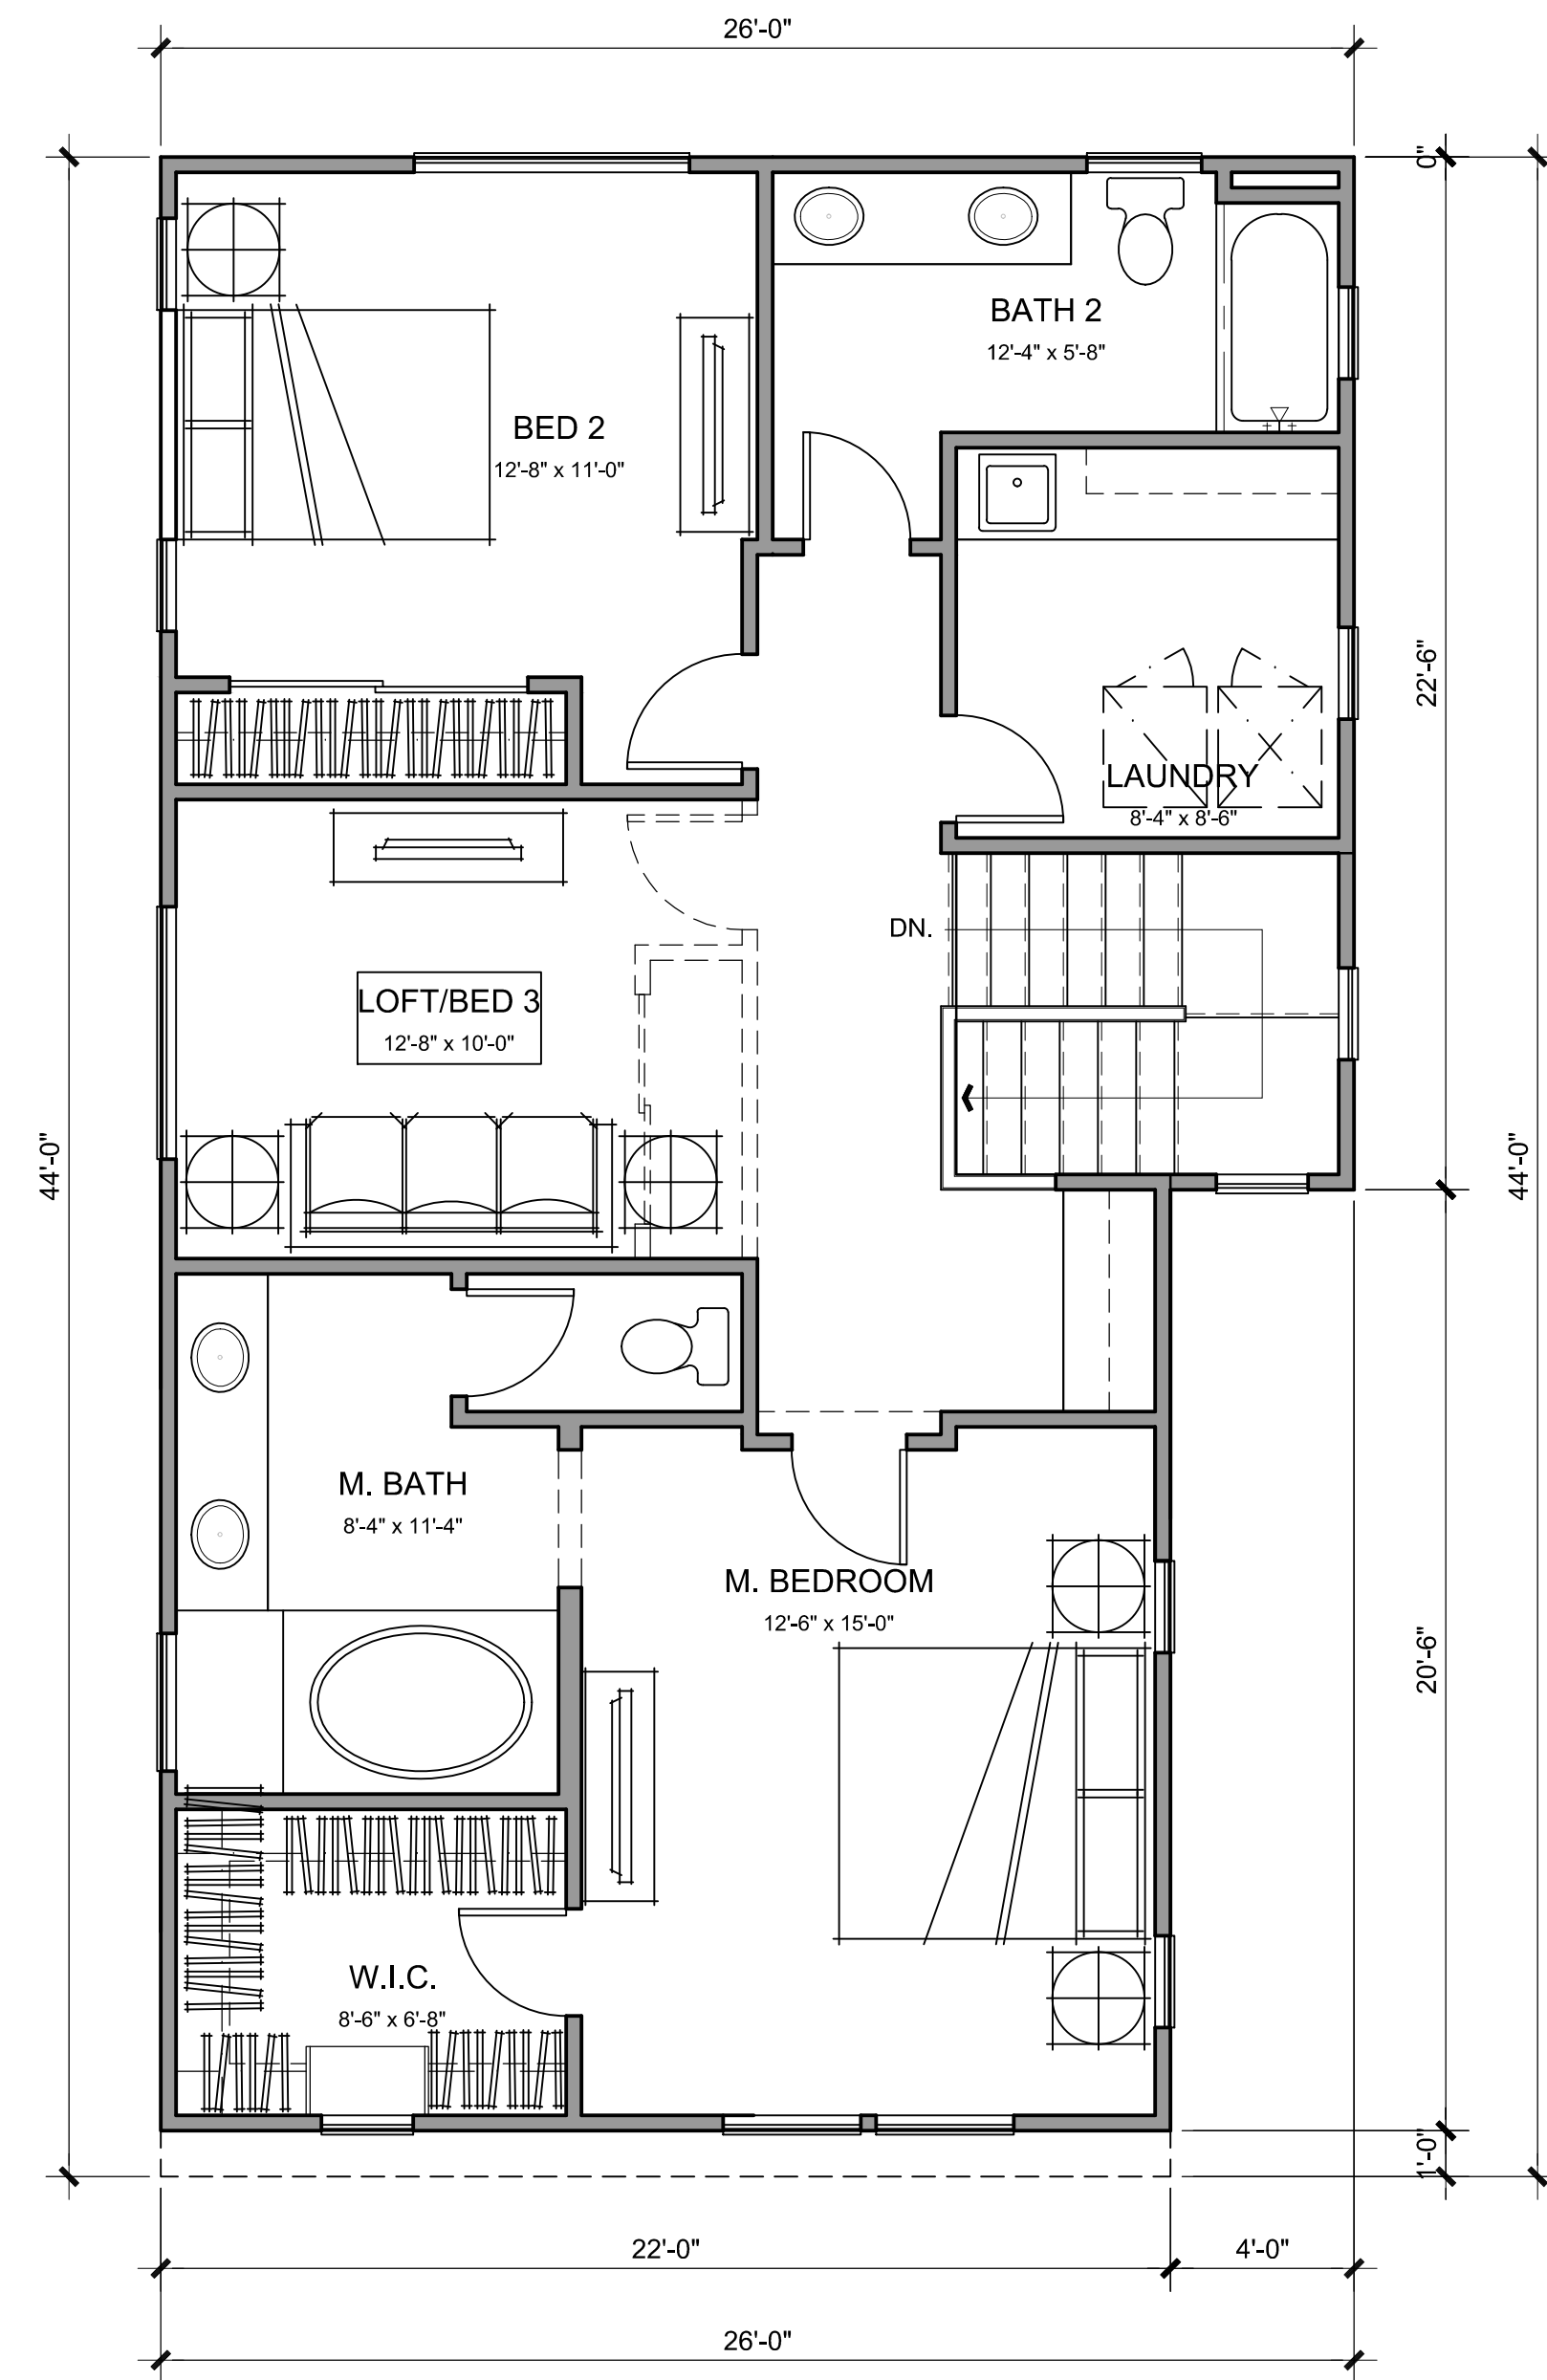 26'-0"
0"
BATH 2
12'-4" x 5'-8"
BED 2
12'-8" x 11'-0"
22'-6"
LAUNDRY
8'-4" x 8'-6"
DN.
LOFT/BED 3
12'-8" x 10'-0"
44'-0"
44'-0"
M. BATH
8'-4" x 11'-4"
M. BEDROOM
12'-6" x 15'-0"
20'-6"
W.I.C.
8'-6" x 6'-8"
1'-0"
22'-0"
4'-0"
26'-0"